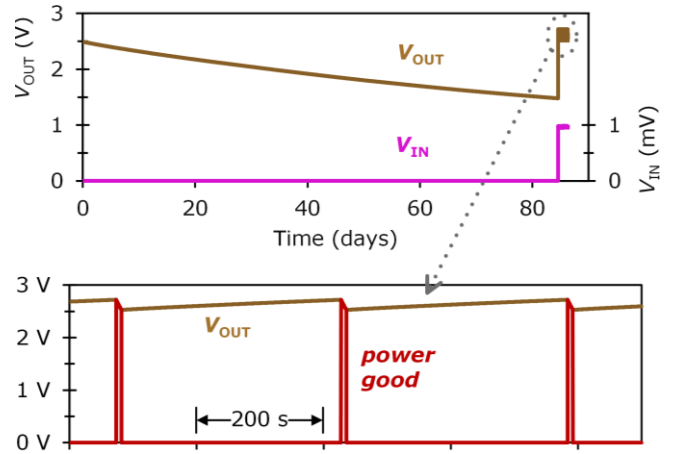 3
2
1
0
V_OUT (V)
V_OUT
V_IN
1
0
V_IN (mV)
0 20 40 60 80
Time (days)
3 V
2 V
1 V
0 V
V_OUT
power
good
200 s